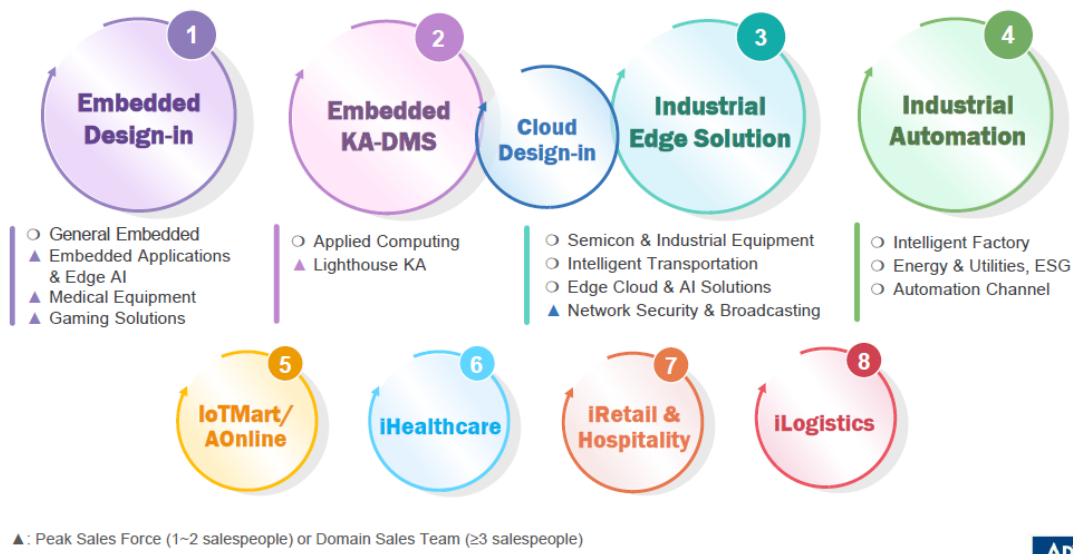 1
Embedded
Design-in
2
Embedded
KA-DMS
Cloud
Design-in
3
Industrial
Edge Solution
4
Industrial
Automation
❍ General Embedded
▲ Embedded Applications
& Edge AI
▲ Medical Equipment
▲ Gaming Solutions
❍ Applied Computing
▲ Lighthouse KA
❍ Semicon & Industrial Equipment
❍ Intelligent Transportation
❍ Edge Cloud & AI Solutions
▲ Network Security & Broadcasting
❍ Intelligent Factory
❍ Energy & Utilities, ESG
❍ Automation Channel
5
IoTMart/
AOnline
6
iHealthcare
7
iRetail &
Hospitality
8
iLogistics
▲: Peak Sales Force (1~2 salespeople) or Domain Sales Team (≥3 salespeople)